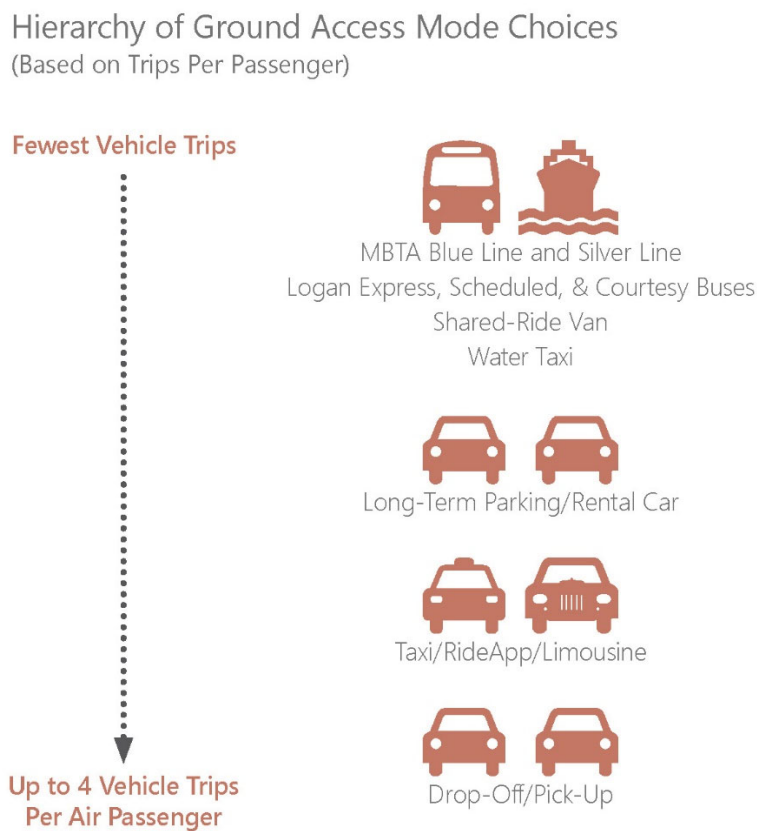 Hierarchy of Ground Access Mode Choices
(Based on Trips Per Passenger)
Fewest Vehicle Trips
MBTA Blue Line and Silver Line
Logan Express, Scheduled, & Courtesy Buses
Shared-Ride Van
Water Taxi
Long-Term Parking/Rental Car
Taxi/RideApp/Limousine
Up to 4 Vehicle Trips
Per Air Passenger
Drop-Off/Pick-Up